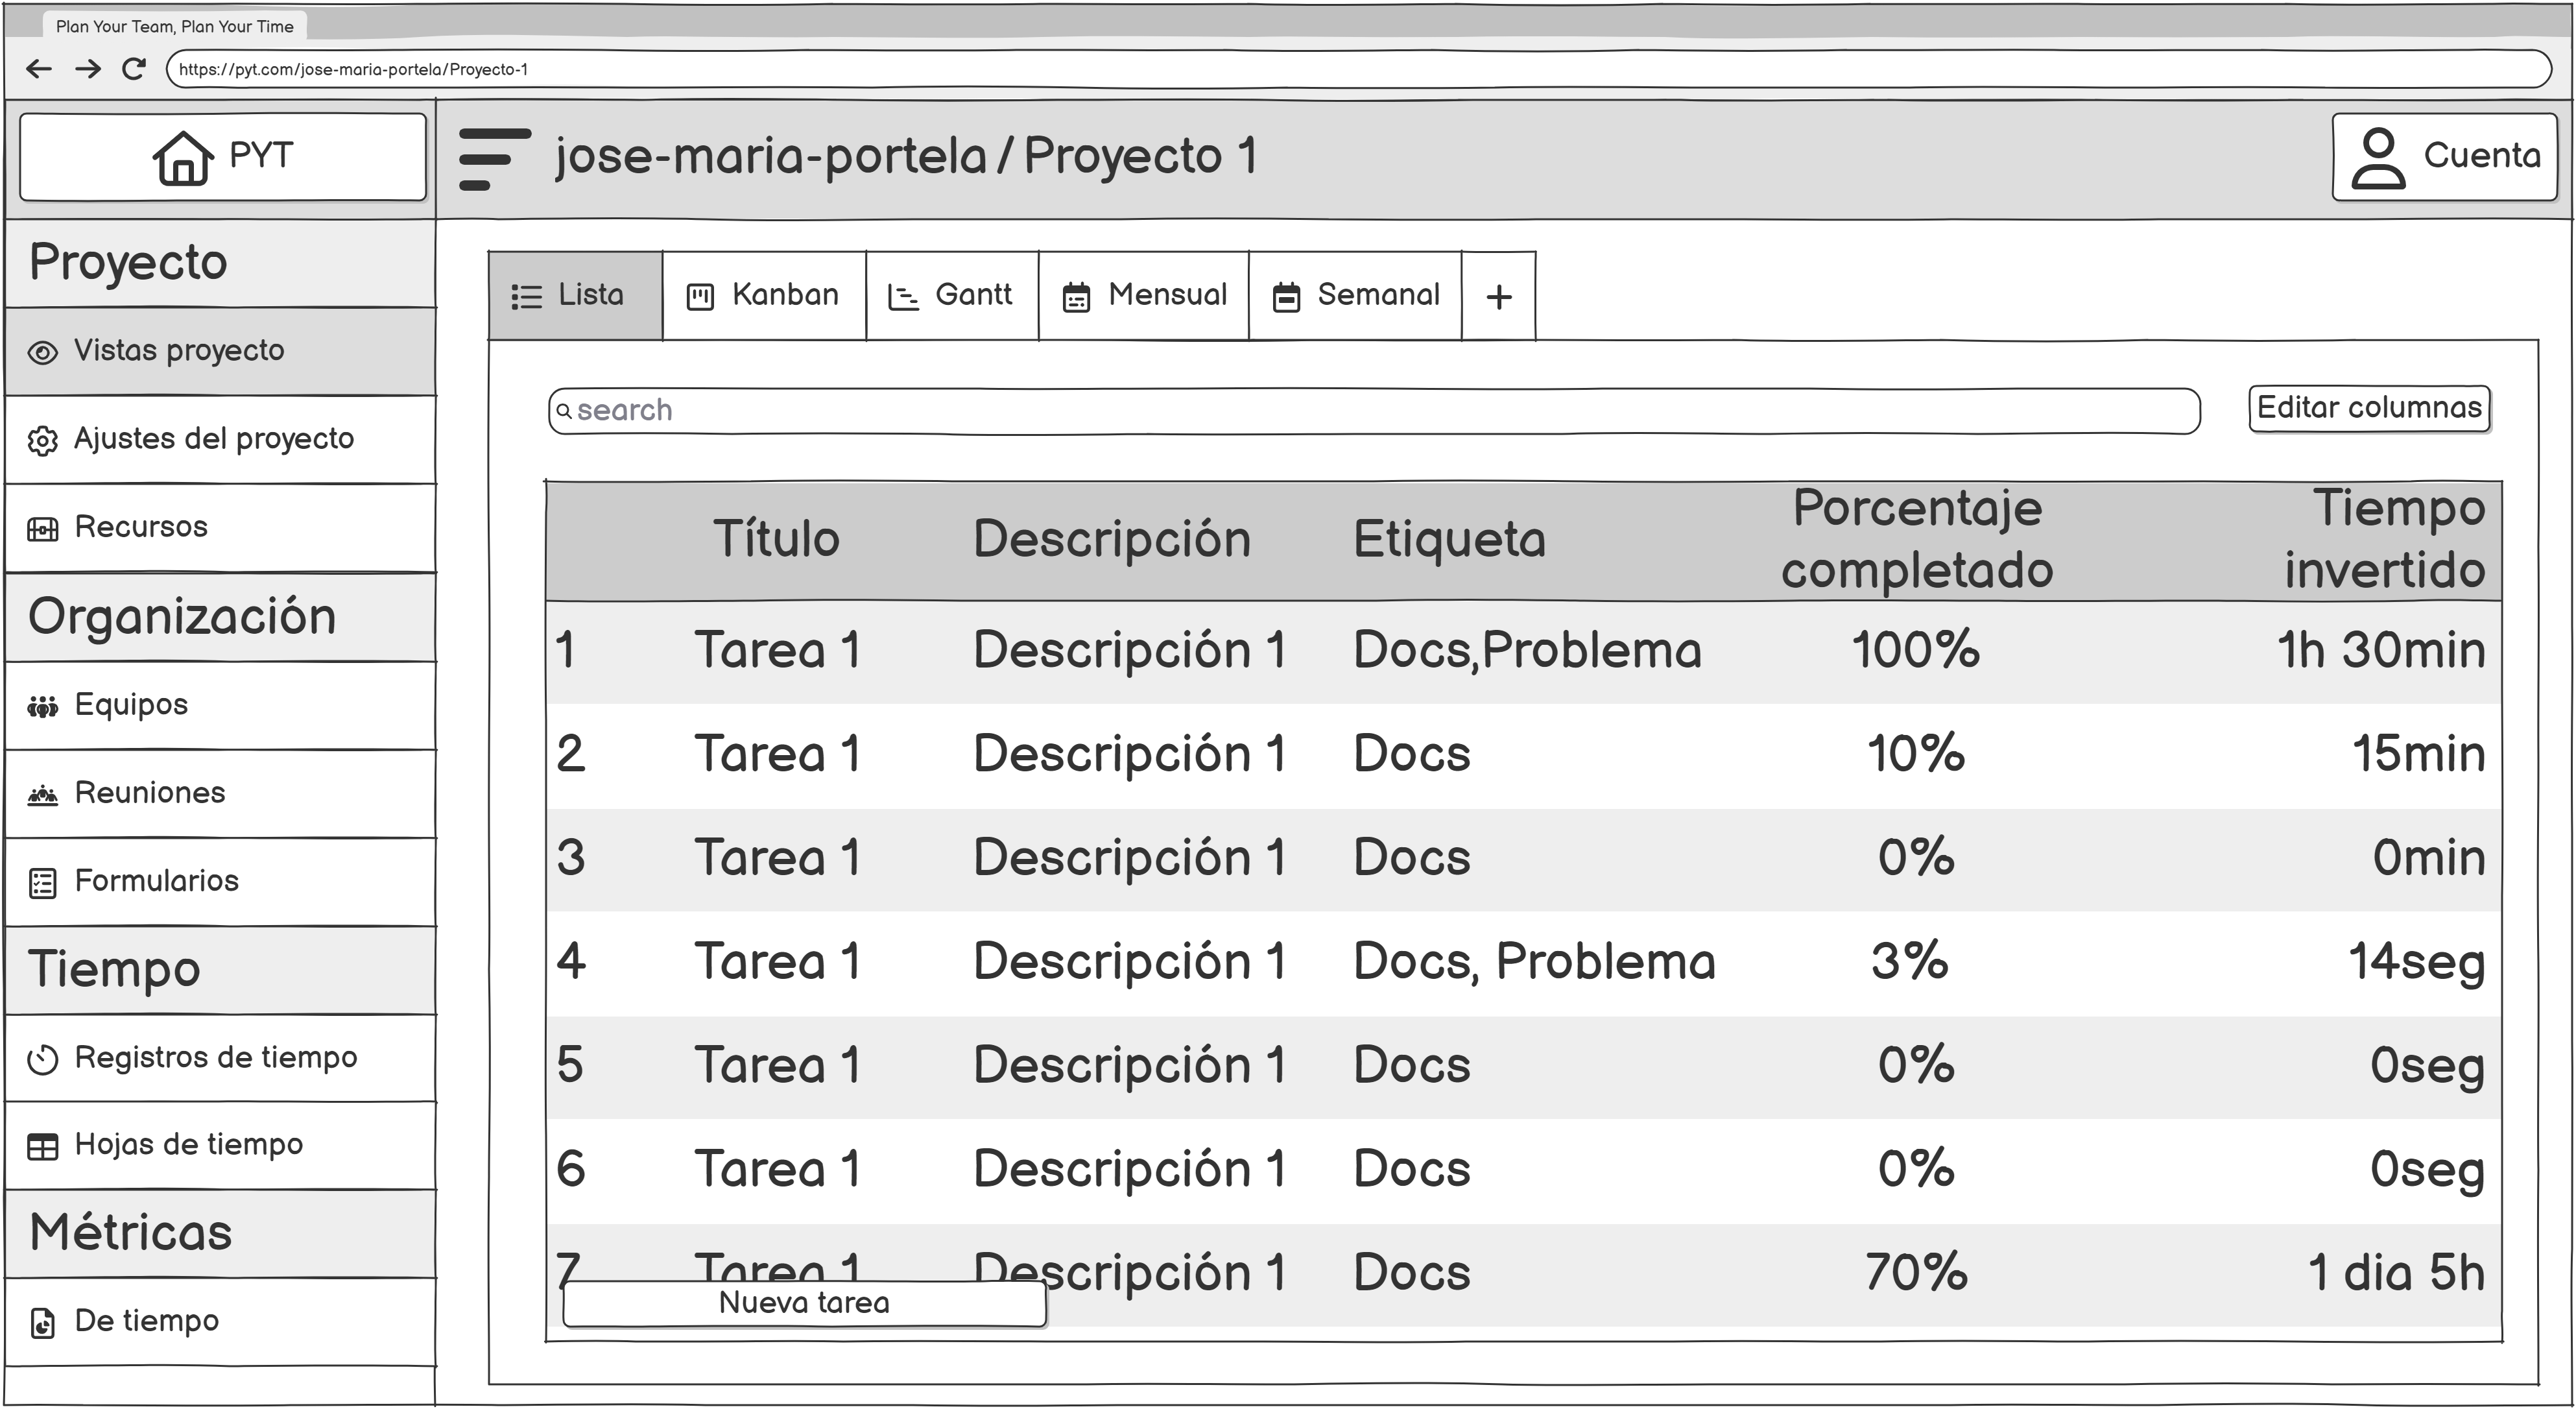 Plan Your Team, Plan Your Time
https://pyt.com/jose-maria-portela/Proyecto-1
PYT
jose-maria-portela / Proyecto 1
Cuenta
Proyecto
Vistas proyecto
Ajustes del proyecto
Recursos
Organización
Equipos
Reuniones
Formularios
Tiempo
Registros de tiempo
Hojas de tiempo
Métricas
De tiempo
Lista Kanban Gantt Mensual Semanal +
search
Editar columnas
Título Descripción Etiqueta Porcentaje completado Tiempo invertido
1 Tarea 1 Descripción 1 Docs,Problema 100% 1h 30min
2 Tarea 1 Descripción 1 Docs 10% 15min
3 Tarea 1 Descripción 1 Docs 0% 0min
4 Tarea 1 Descripción 1 Docs, Problema 3% 14seg
5 Tarea 1 Descripción 1 Docs 0% 0seg
6 Tarea 1 Descripción 1 Docs 0% 0seg
7 Tarea 1 Descripción 1 Docs 70% 1 dia 5h
Nueva tarea